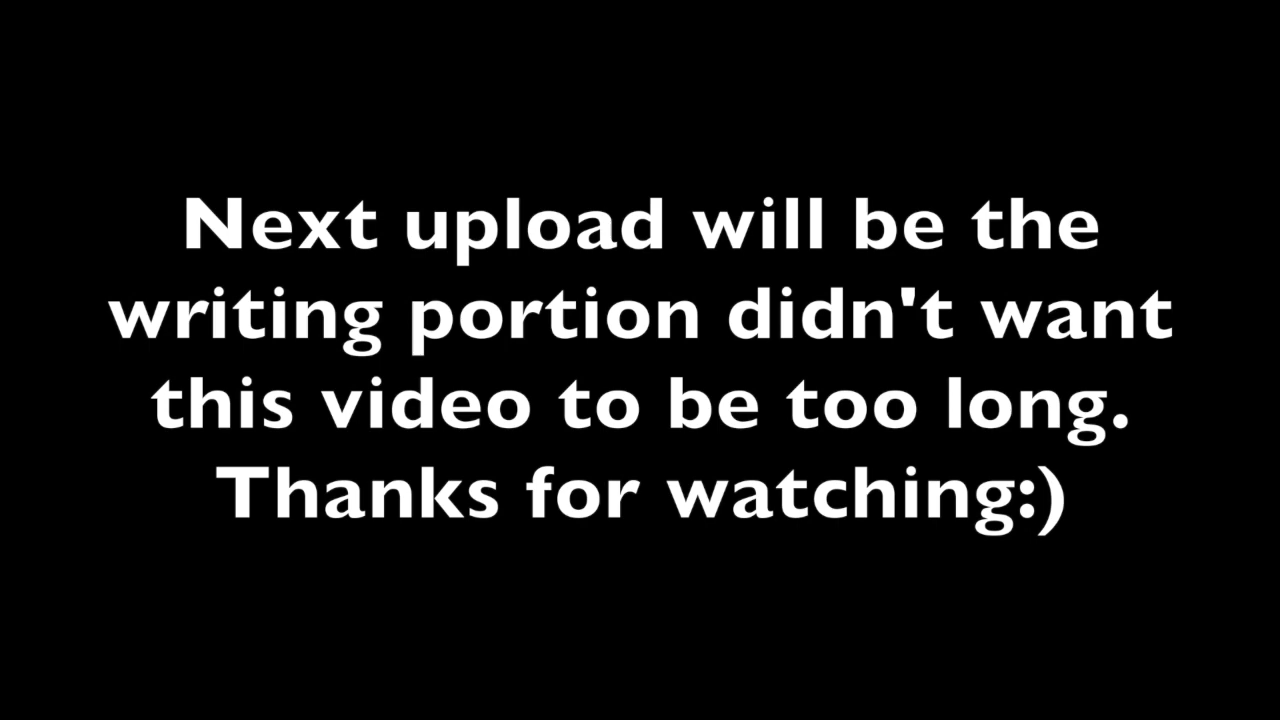 Next upload will be the
writing portion didn't want
this video to be too long.
Thanks for watching:)